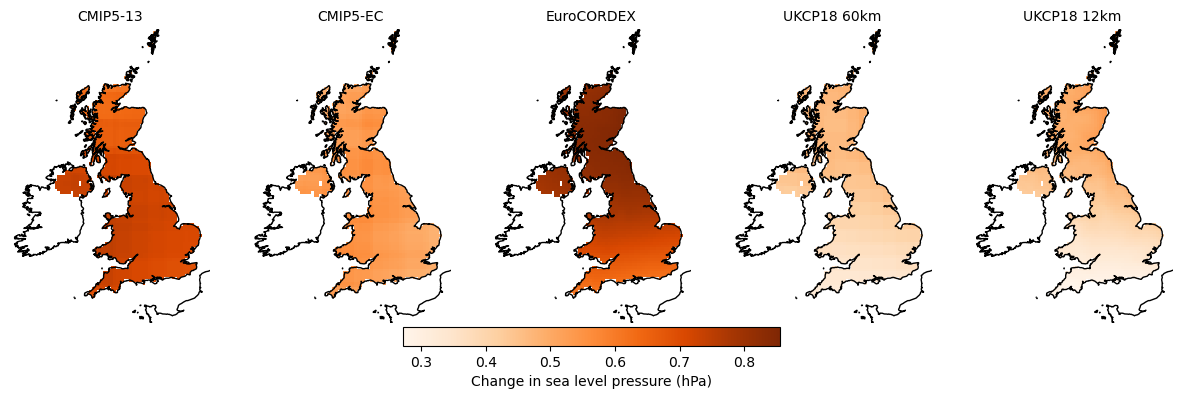 CMIP5-13 CMIP5-EC EuroCORDEX UKCP18 60km UKCP18 12km
0.3 0.4 0.5 0.6 0.7 0.8
Change in sea level pressure (hPa)